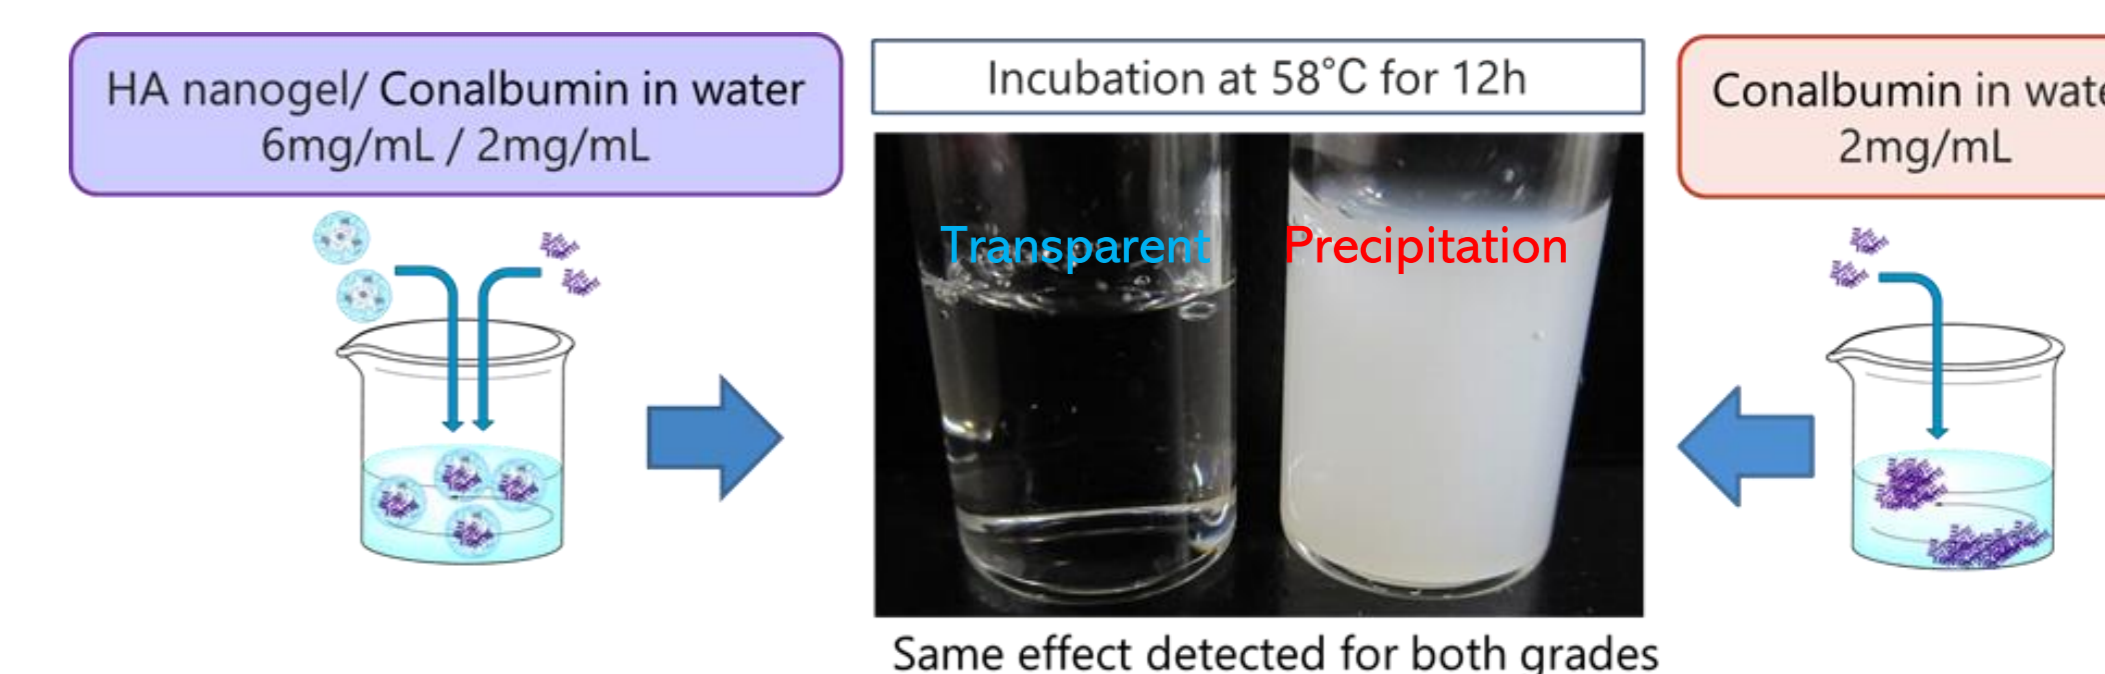 HA nanogel/ Conalbumin in water
6mg/mL / 2mg/mL
Incubation at 58°C for 12h
Conalbumin in wate
2mg/mL
Transparent
Precipitation
Same effect detected for both grades